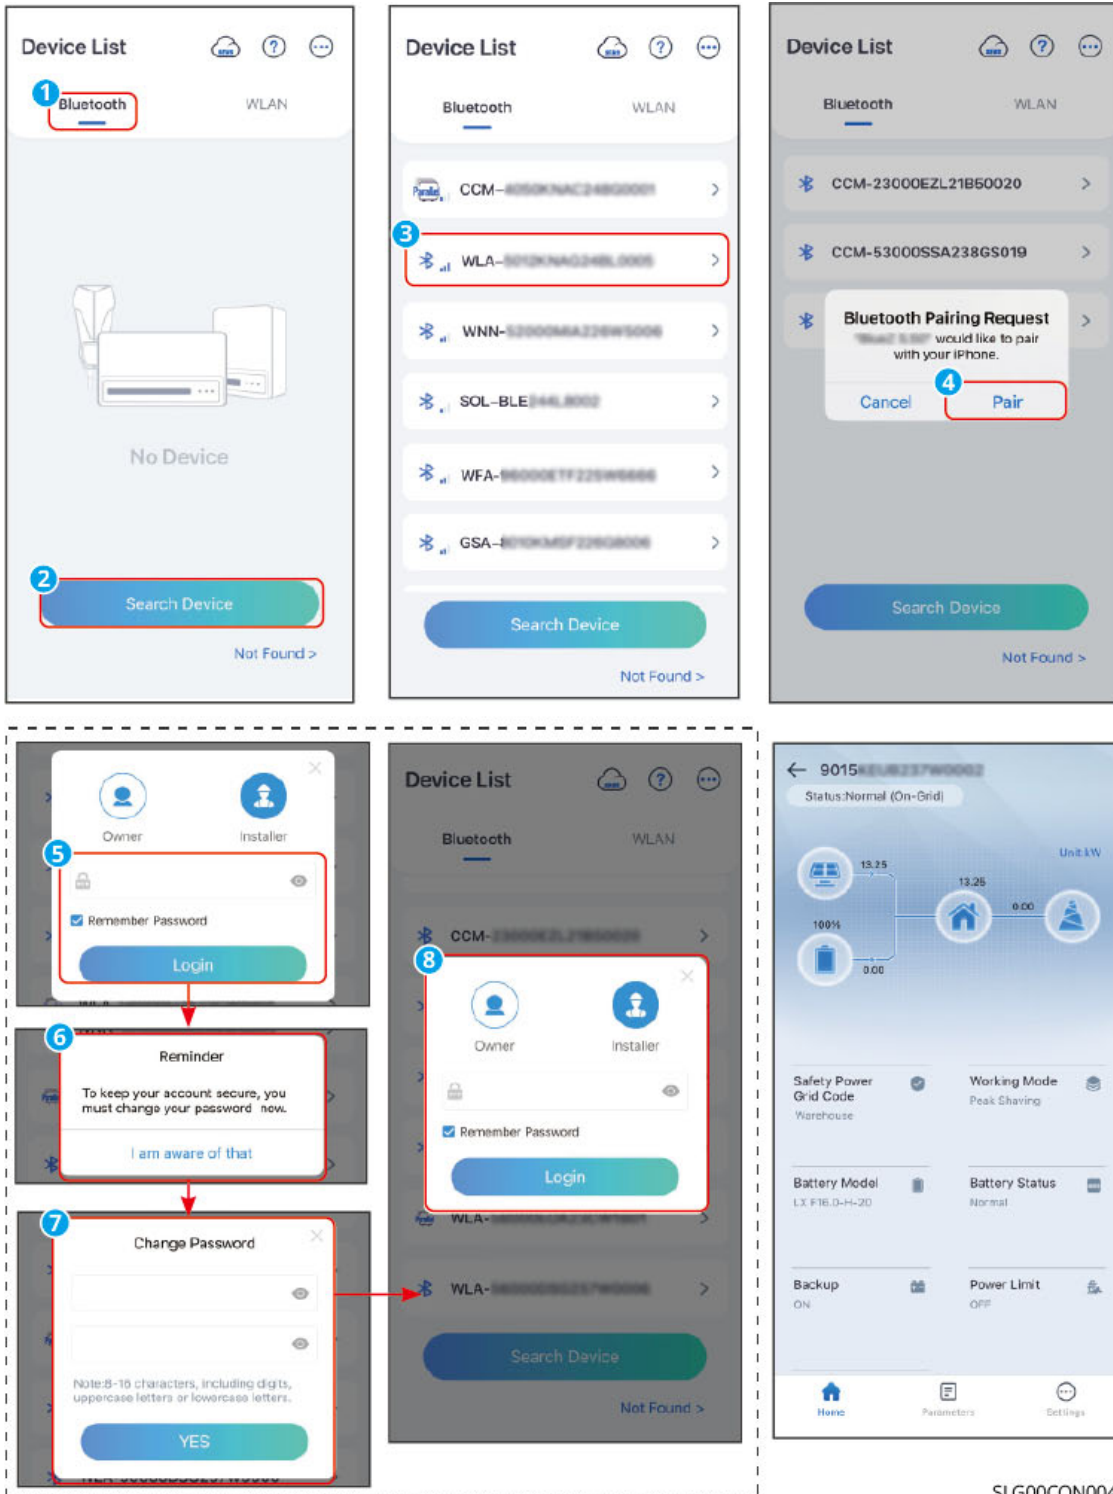 Device List
1
Bluetooth
WLAN
No Device
2
Search Device
Not Found >
Device List
Bluetooth
WLAN
Parallel
CCM-
3
WLA-
WNN-
SOL-BLE
WFA-
GSA-
Search Device
Not Found >
Device List
Bluetooth
WLAN
CCM-23000EZL21B50020
CCM-53000SSA238GS019
Bluetooth Pairing Request
would like to pair
with your iPhone.
4
Cancel
Pair
Search Device
Not Found >
Owner
Installer
5
Remember Password
Login
6
Reminder
To keep your account secure, you
must change your password now.
I am aware of that
7
Change Password
Note:8-16 characters, including digits,
uppercase letters or lowercase letters.
YES
Device List
Bluetooth
WLAN
CCM-
8
Owner
Installer
Remember Password
Login
WLA-
WLA-
Search Device
Not Found >
9015
Status:Normal (On-Grid)
Unit:kW
13.25
13.25
0.00
100%
0.00
Safety Power
Grid Code
Warehouse
Working Mode
Peak Shaving
Battery Model
LX F16.0-H-20
Battery Status
Normal
Backup
ON
Power Limit
OFF
Home
Parameters
Settings
SLG00CON004